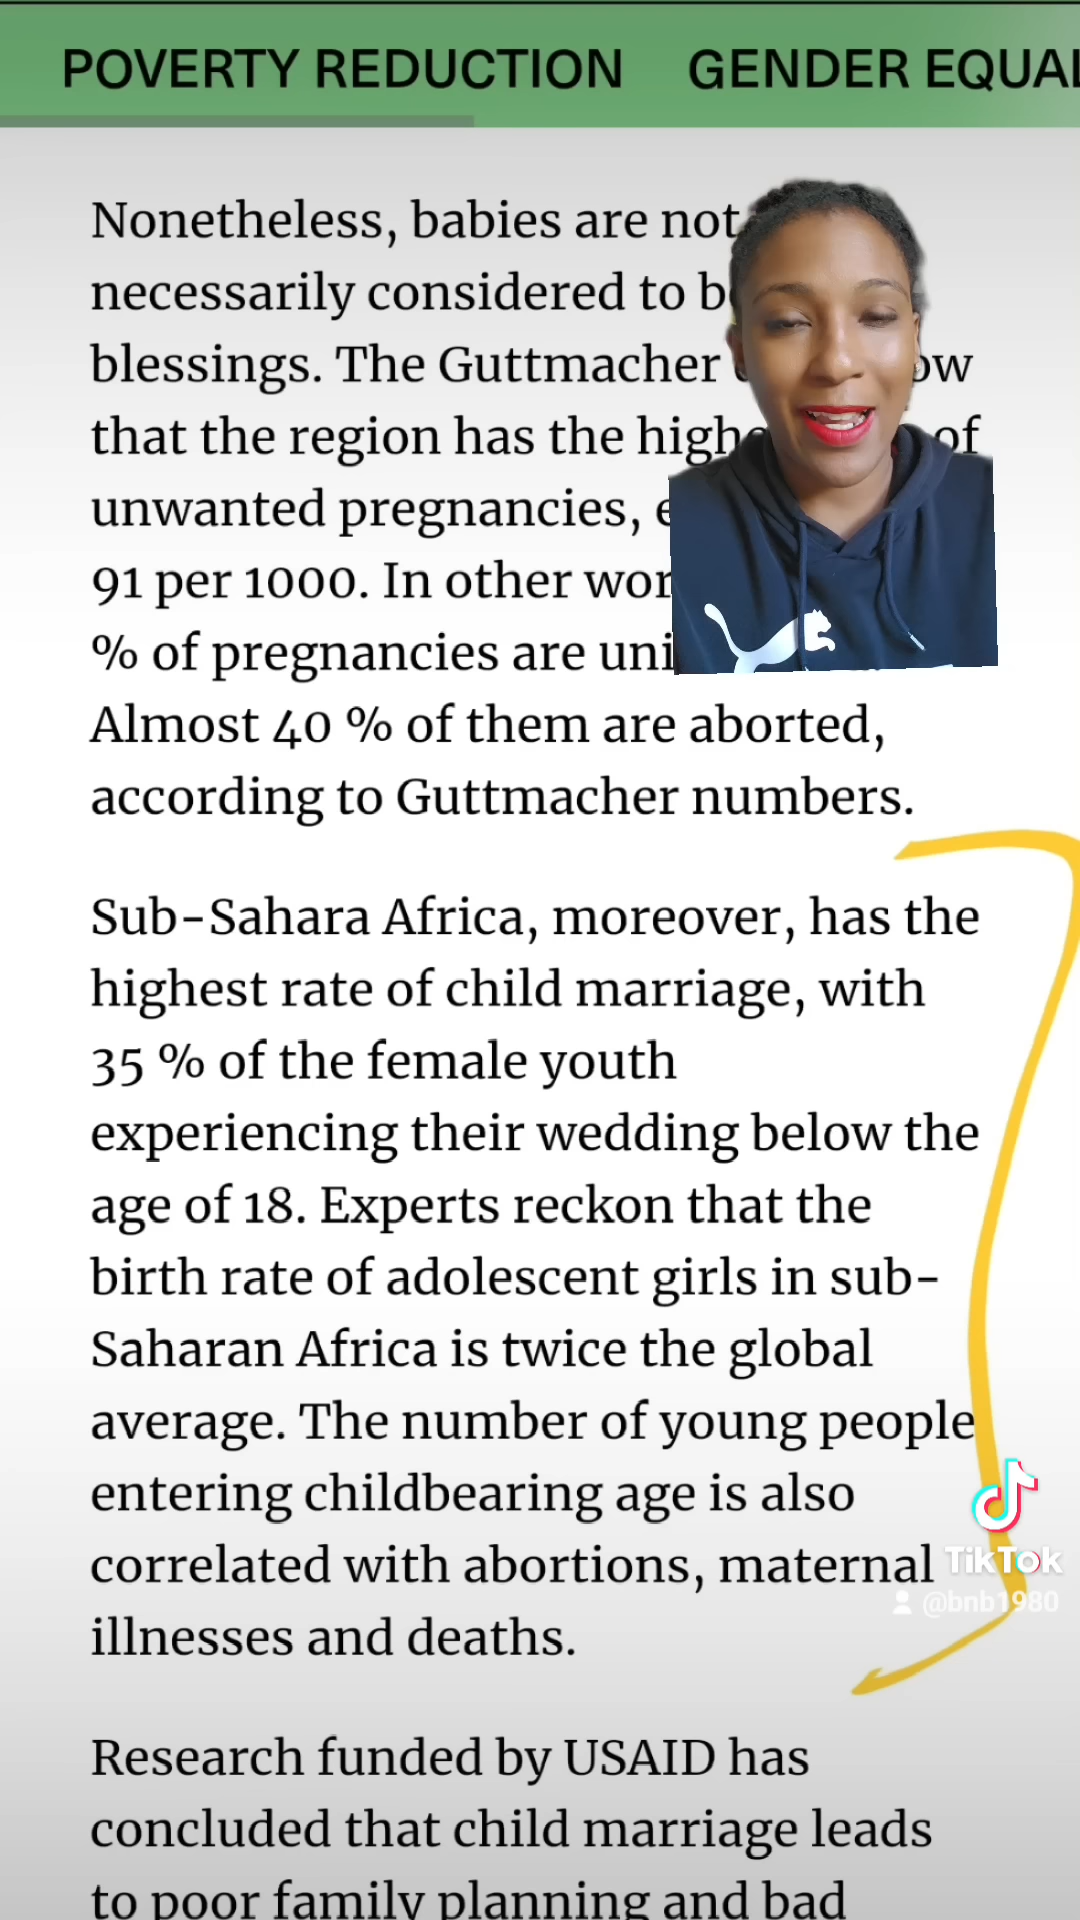 POVERTY REDUCTION GENDER EQUAL
Nonetheless, babies are not
necessarily considered to
blessings. The Guttmacher
that the region has the of
unwanted pregnancies,
91 per 1000. In other
% of pregnancies are
Almost 40 % of them are aborted,
according to Guttmacher numbers.
Sub-Sahara Africa, moreover, has the
highest rate of child marriage, with
35 % of the female youth
experiencing their wedding below the
age of 18. Experts reckon that the
birth rate of adolescent girls in sub-
Saharan Africa is twice the global
average. The number of young people
entering childbearing age is also
correlated with abortions, maternal
illnesses and deaths.
TikTok
@bnb1980
Research funded by USAID has
concluded that child marriage leads
to poor family planning and bad